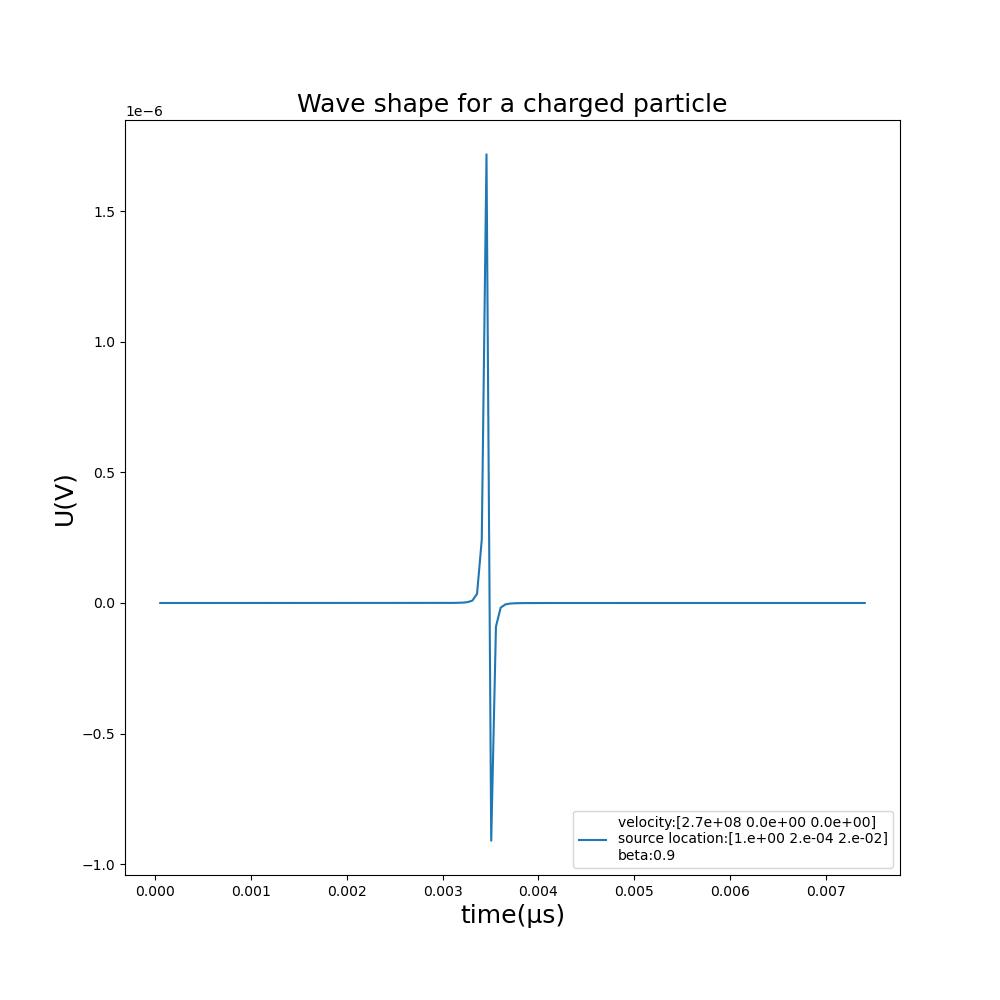 Wave shape for a charged particle
1e−6
1.5
1.0
0.5
0.0
−0.5
−1.0
U(V)
velocity:[2.7e+08 0.0e+00 0.0e+00]
source location:[1.e+00 2.e-04 2.e-02]
beta:0.9
0.000 0.001 0.002 0.003 0.004 0.005 0.006 0.007
time(μs)